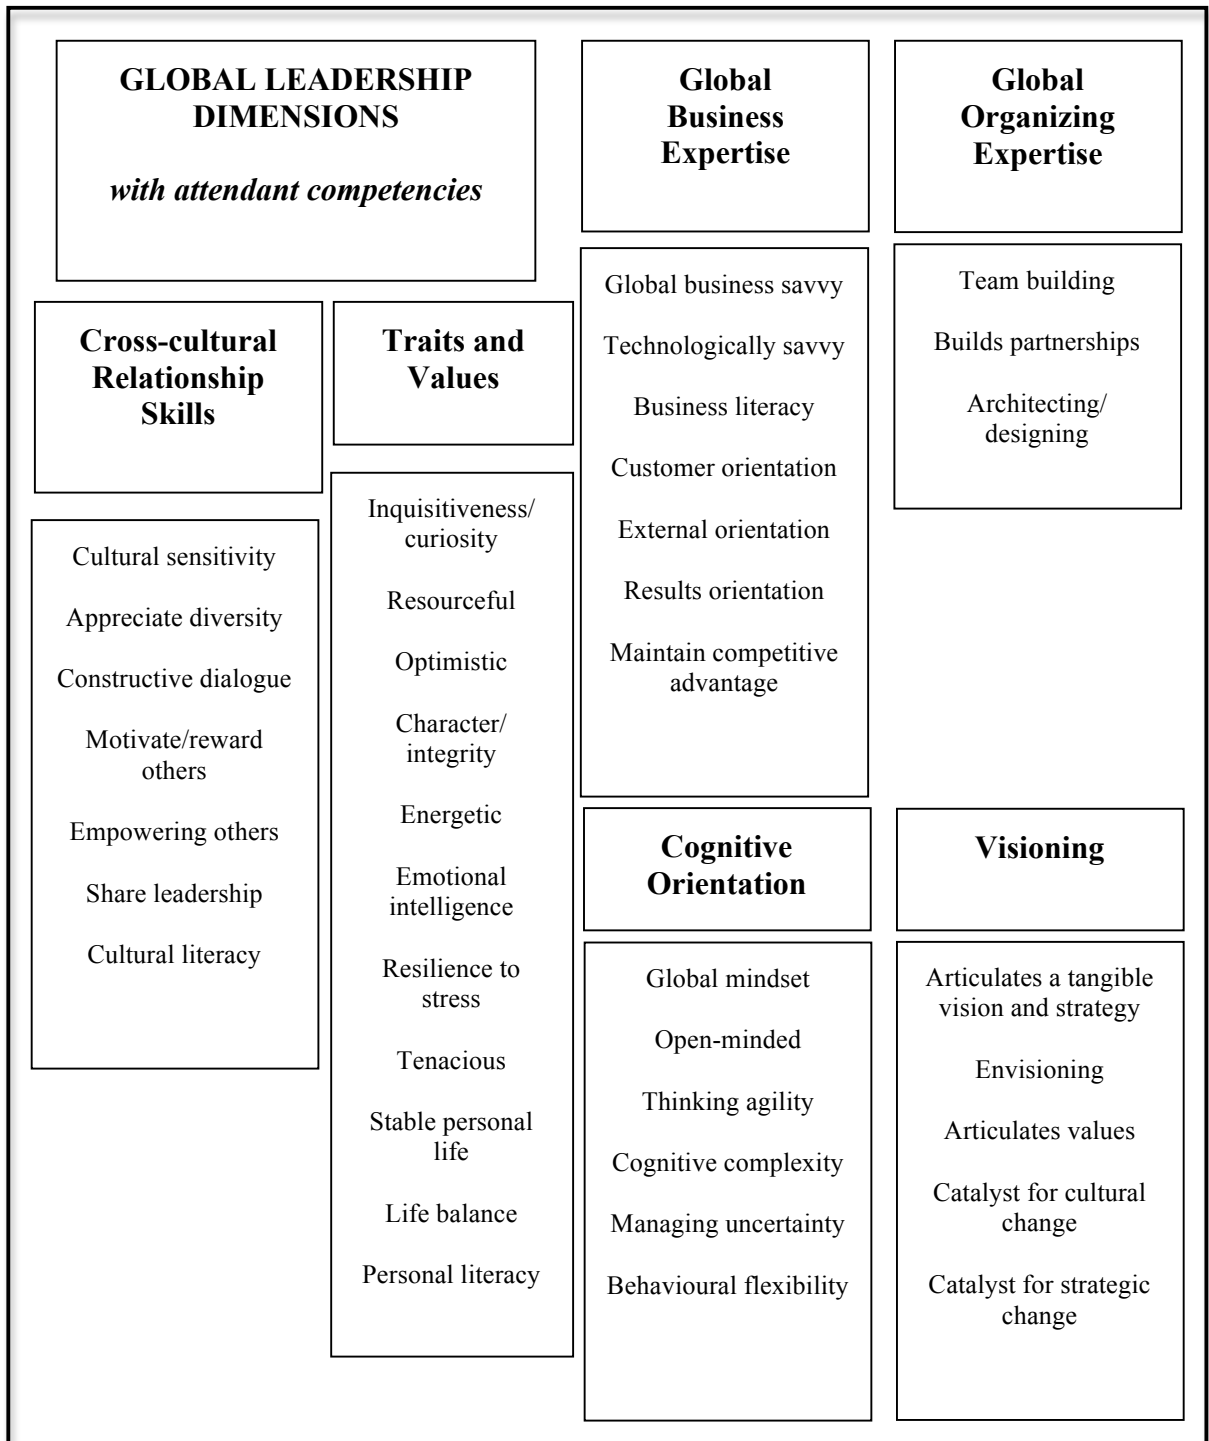 GLOBAL LEADERSHIP
DIMENSIONS
with attendant competencies
Cross-cultural
Relationship
Skills
Cultural sensitivity
Appreciate diversity
Constructive dialogue
Motivate/reward
others
Empowering others
Share leadership
Cultural literacy
Traits and
Values
Inquisitiveness/
curiosity
Resourceful
Optimistic
Character/
integrity
Energetic
Emotional
intelligence
Resilience to
stress
Tenacious
Stable personal
life
Life balance
Personal literacy
Global
Business
Expertise
Global business savvy
Technologically savvy
Business literacy
Customer orientation
External orientation
Results orientation
Maintain competitive
advantage
Global
Organizing
Expertise
Team building
Builds partnerships
Architecting/
designing
Cognitive
Orientation
Global mindset
Open-minded
Thinking agility
Cognitive complexity
Managing uncertainty
Behavioural flexibility
Visioning
Articulates a tangible
vision and strategy
Envisioning
Articulates values
Catalyst for cultural
change
Catalyst for strategic
change